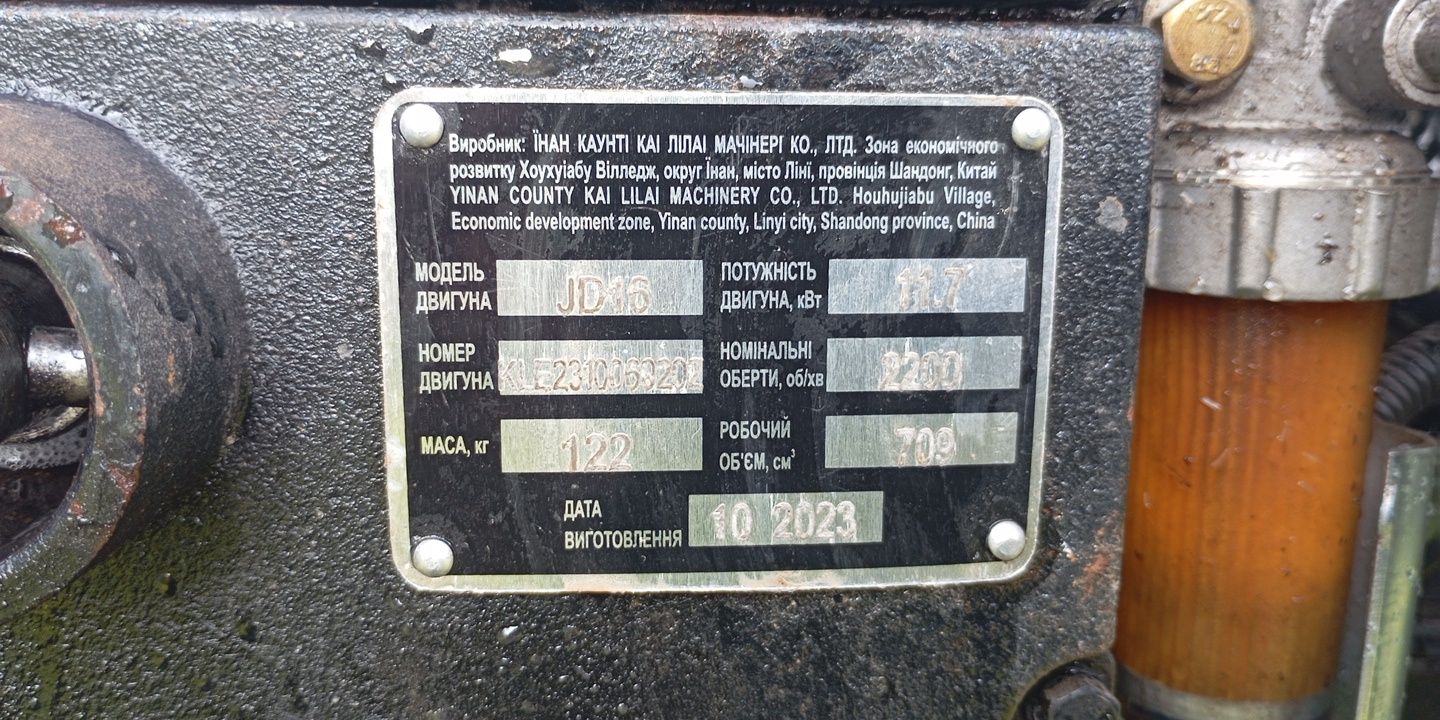 Виробник: ЇНАН КАУНТІ КАІ ЛІЛАІ МАЧІНЕРІ КО., ЛТД. Зона економічного
розвитку Хоухуіабу Вілледж, округ Їнан, місто Ліні, провінція Шандонг, Китай
YINAN COUNTY KAI LILAI MACHINERY CO., LTD. Houhujiabu Village,
Economic development zone, Yinan county, Linyi city, Shandong province, China
МОДЕЛЬ ДВИГУНА JD16
ПОТУЖНІСТЬ ДВИГУНА, кВт 11.7
НОМЕР ДВИГУНА KLE2310069202
НОМІНАЛЬНІ ОБЕРТИ, об/хв 2200
МАСА, кг 122
РОБОЧИЙ ОБ'ЄМ, см³ 709
ДАТА ВИГОТОВЛЕННЯ 10 2023